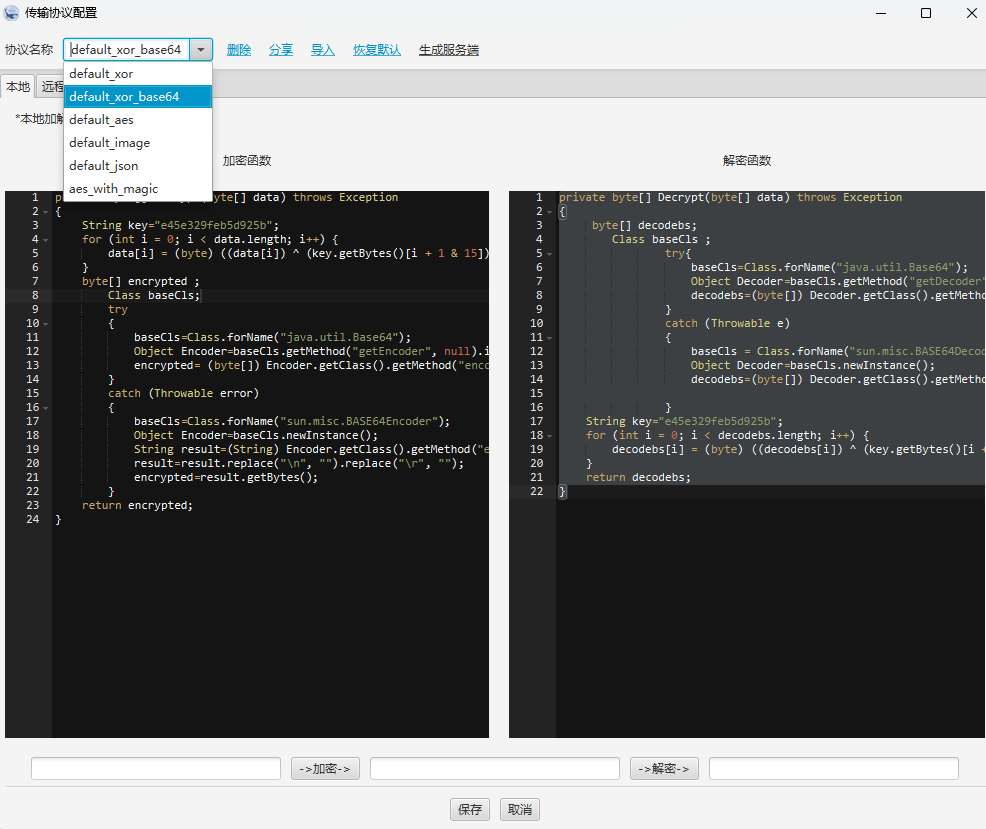 传输协议配置
协议名称 default_xor_base64 删除 分享 导入 恢复默认 生成服务端
default_xor
default_xor_base64
default_aes
default_image
default_json
aes_with_magic
本地 远程
*本地加解
加密函数
1 p yte[] data) throws Exception
2 {
3 String key="e45e329feb5d925b";
4 for (int i = 0; i < data.length; i++) {
5 data[i] = (byte) ((data[i]) ^ (key.getBytes()[i + 1 & 15])
6 }
7 byte[] encrypted ;
8 Class baseCls;
9 try
10 {
11 baseCls=Class.forName("java.util.Base64");
12 Object Encoder=baseCls.getMethod("getEncoder", null).i
13 encrypted= (byte[]) Encoder.getClass().getMethod("enco
14 }
15 catch (Throwable error)
16 {
17 baseCls=Class.forName("sun.misc.BASE64Encoder");
18 Object Encoder=baseCls.newInstance();
19 String result=(String) Encoder.getClass().getMethod("e
20 result=result.replace("\n", "").replace("\r", "");
21 encrypted=result.getBytes();
22 }
23 return encrypted;
24 }
解密函数
1 private byte[] Decrypt(byte[] data) throws Exception
2 {
3 byte[] decodebs;
4 Class baseCls ;
5 try{
6 baseCls=Class.forName("java.util.Base64");
7 Object Decoder=baseCls.getMethod("getDecoder"
8 decodebs=(byte[]) Decoder.getClass().getMetho
9 }
10 catch (Throwable e)
11 {
12 baseCls = Class.forName("sun.misc.BASE64Deco
13 Object Decoder=baseCls.newInstance();
14 decodebs=(byte[]) Decoder.getClass().getMetho
15
16 }
17 String key="e45e329feb5d925b";
18 for (int i = 0; i < decodebs.length; i++) {
19 decodebs[i] = (byte) ((decodebs[i]) ^ (key.getBytes()[i +
20 }
21 return decodebs;
22 }
->加密-> ->解密->
保存 取消